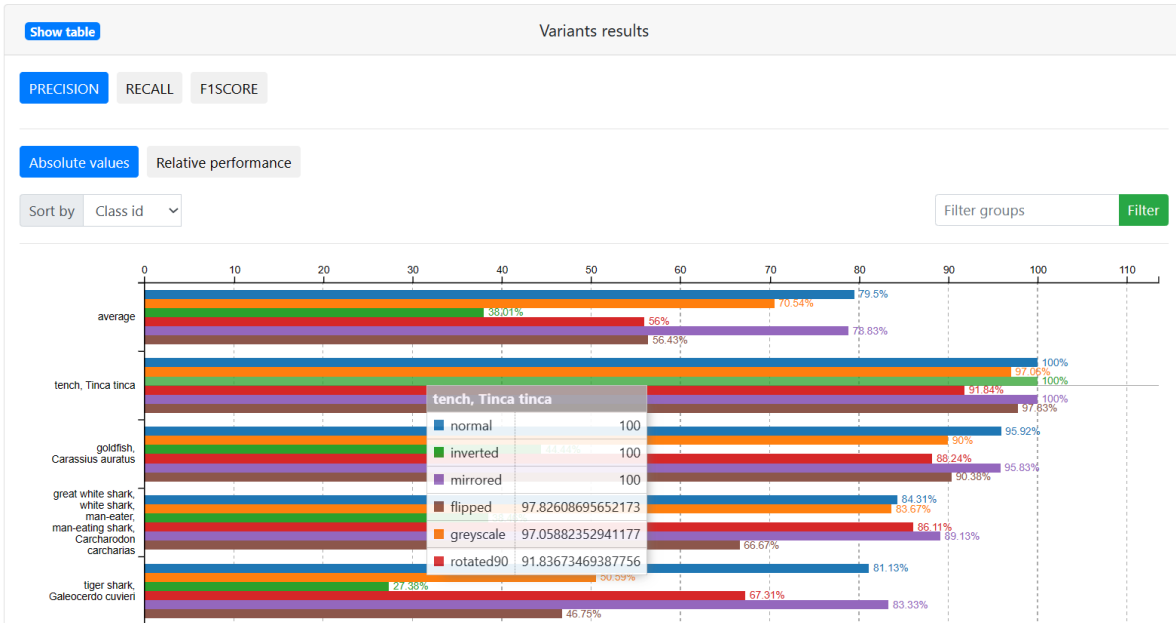 Show table
Variants results
PRECISION RECALL F1SCORE
Absolute values Relative performance
Sort by Class id
Filter groups Filter
0 10 20 30 40 50 60 70 80 90 100 110
average
79.5%
70.54%
38.01%
56%
78.83%
56.43%
tench, Tinca tinca
100%
97.06%
100%
91.84%
100%
97.83%
tench, Tinca tinca
normal 100
inverted 100
mirrored 100
flipped 97.82608695652173
greyscale 97.05882352941177
rotated90 91.83673469387756
goldfish,
Carassius auratus
95.92%
90%
88.24%
95.83%
90.38%
great white shark,
white shark,
man-eater,
man-eating shark,
Carcharodon
carcharias
84.31%
83.67%
86.11%
89.13%
66.67%
tiger shark,
Galeocerdo cuvieri
81.13%
50.59%
27.38%
67.31%
83.33%
46.75%